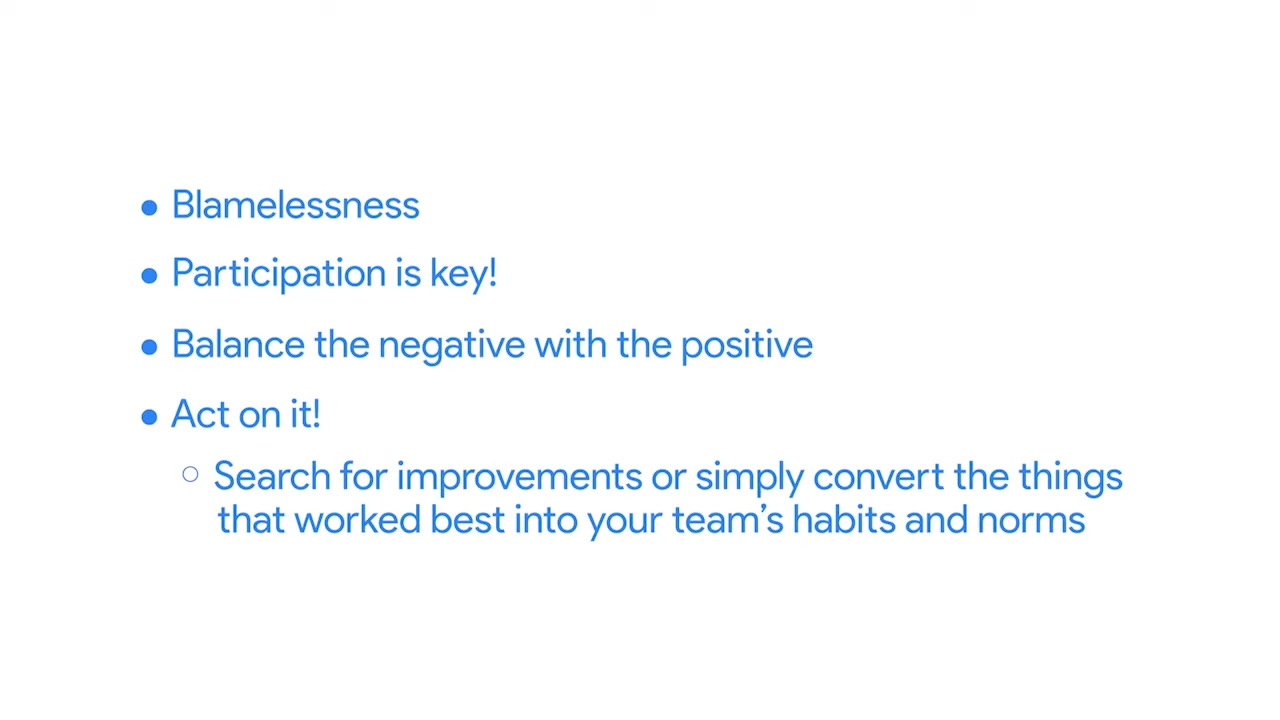 • Blamelessness
• Participation is key!
• Balance the negative with the positive
• Act on it!
○ Search for improvements or simply convert the things
that worked best into your team’s habits and norms